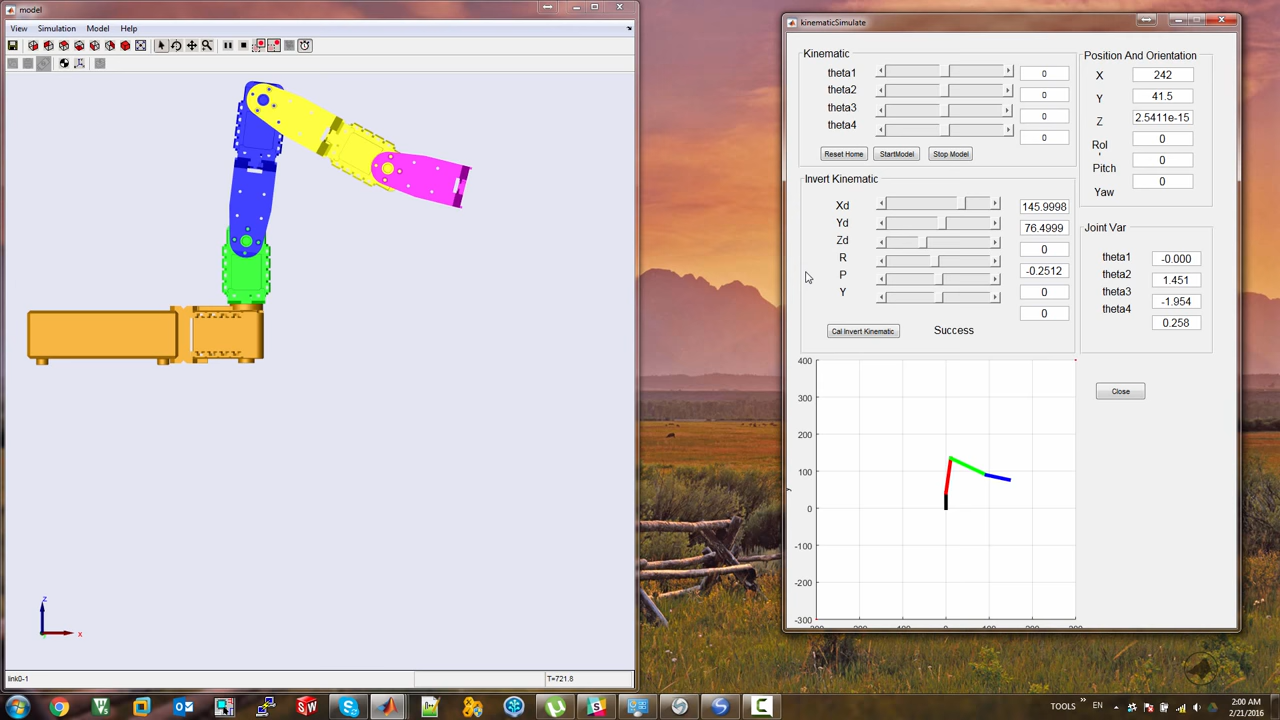 model
View Simulation Model Help
z
x
link0-1
T=721.8
kinematicSimulate
Kinematic
theta1 0
theta2 0
theta3 0
theta4 0
Reset Home StartModel Stop Model
Invert Kinematic
Xd 145.9998
Yd 76.4999
Zd 0
R -0.2512
P 0
Y 0
Cal Invert Kinematic Success
Position And Orientation
X 242
Y 41.5
Z 2.5411e-15
Rol 0
Pitch 0
Yaw 0
Joint Var
theta1 -0.000
theta2 1.451
theta3 -1.954
theta4 0.258
Close
400
300
200
100
0
-100
-200
-300
y
TOOLS » EN
2:00 AM
2/21/2016